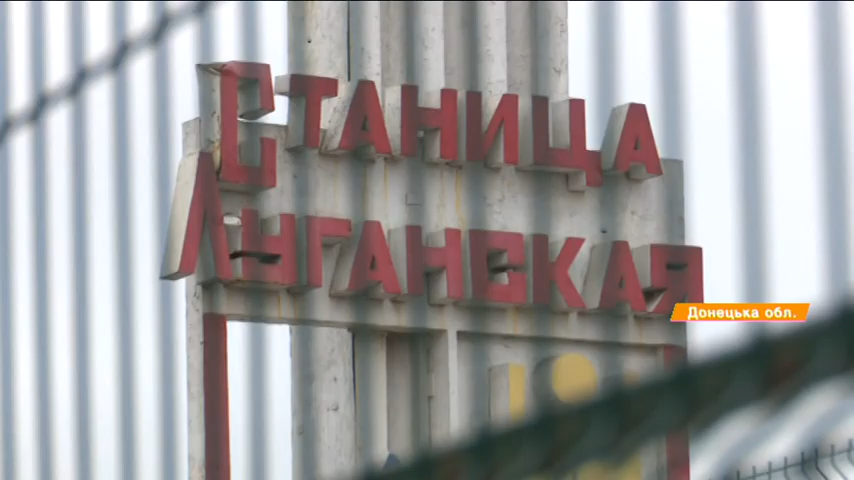 СТАНИЦА
ЛУГАНСКАЯ
Донецька обл.